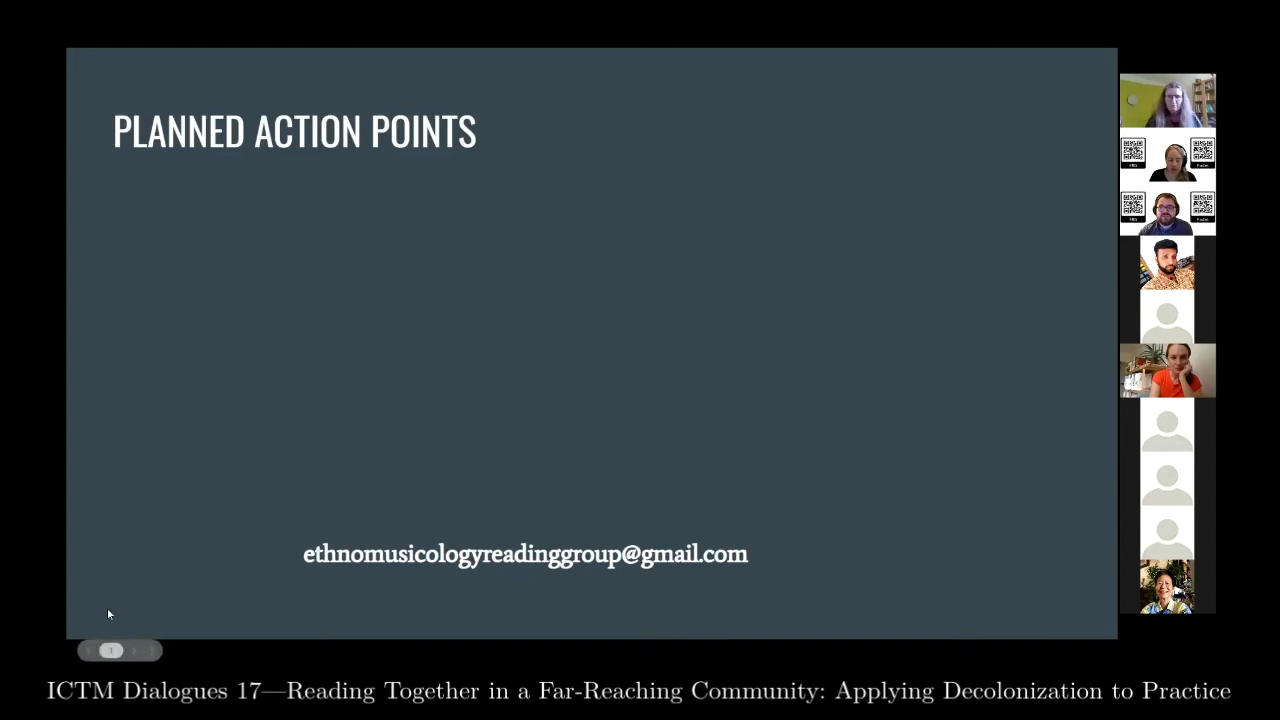 PLANNED ACTION POINTS
ethnomusicologyreadinggroup@gmail.com
1
ICTM Dialogues 17—Reading Together in a Far-Reaching Community: Applying Decolonization to Practice